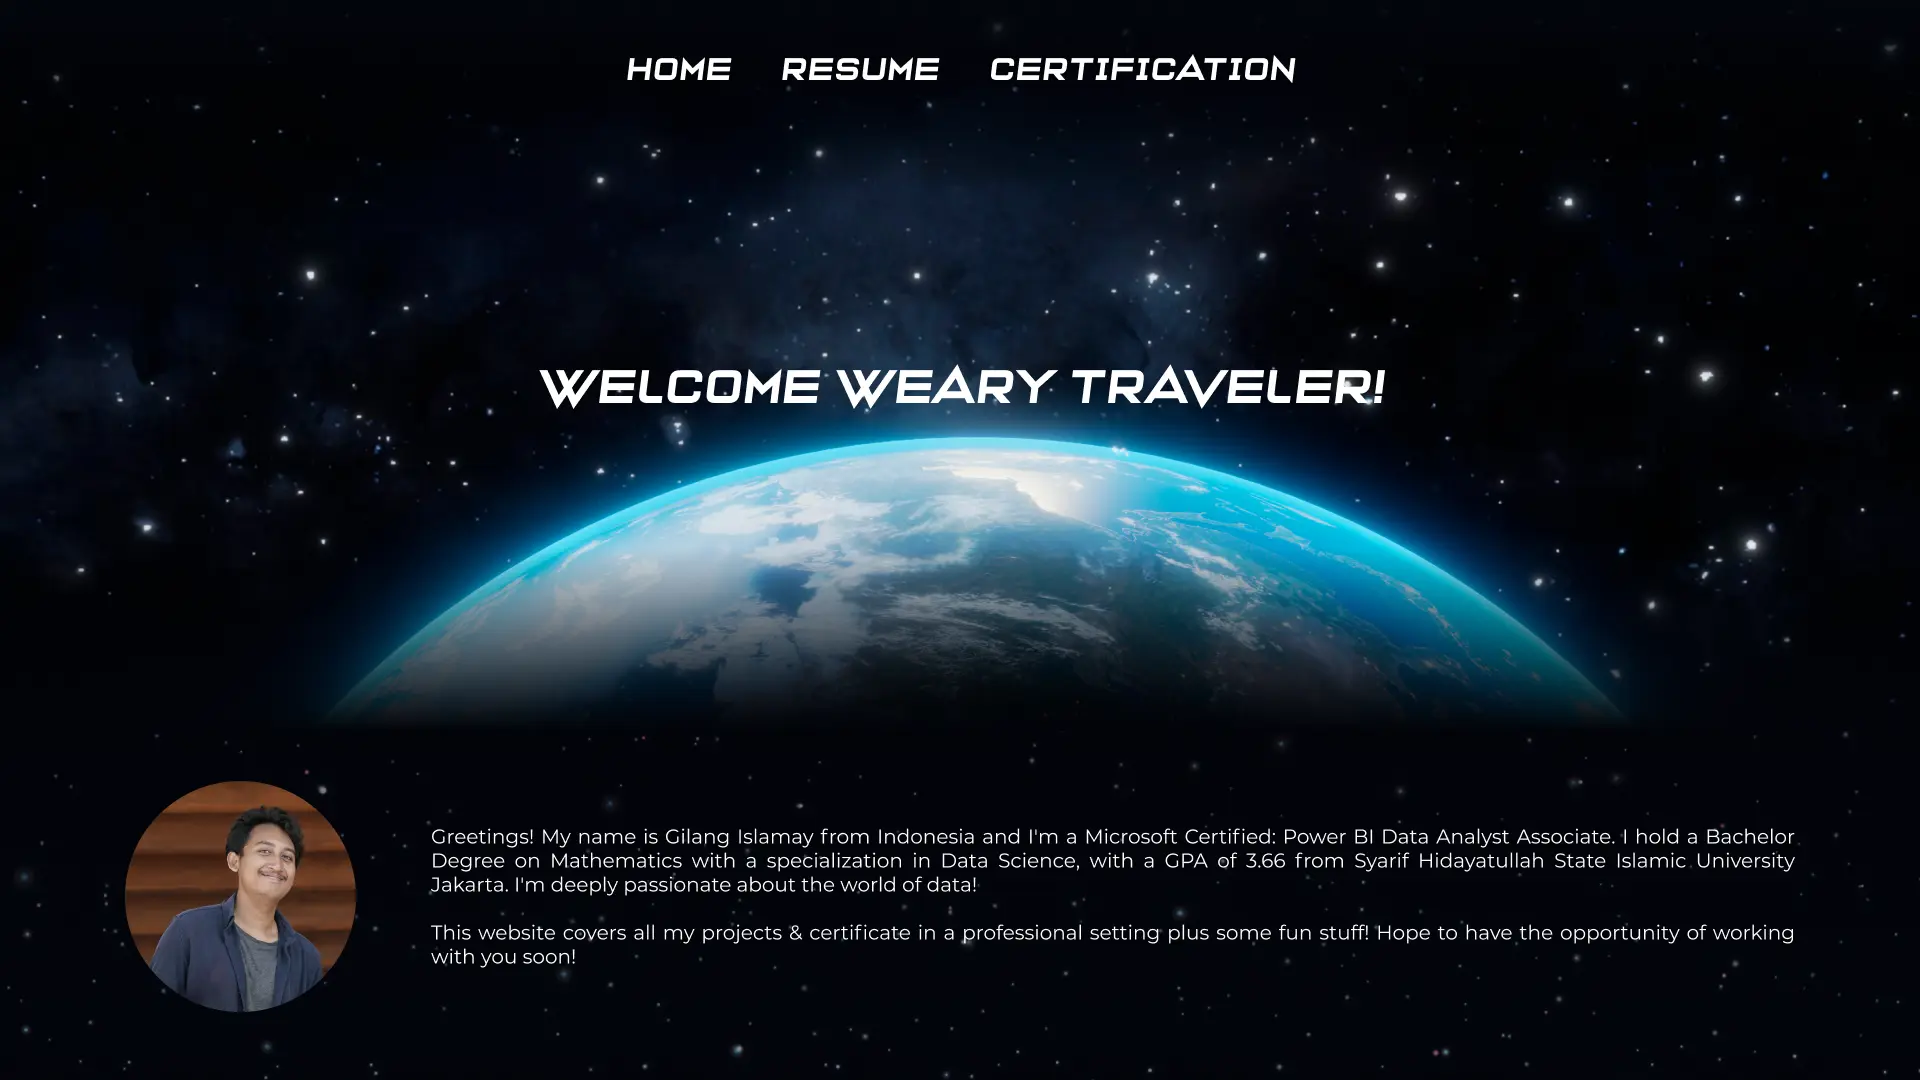 HOME RESUME CERTIFICATION
WELCOME WEARY TRAVELER!
Greetings! My name is Gilang Islamay from Indonesia and I'm a Microsoft Certified: Power BI Data Analyst Associate. I hold a Bachelor
Degree on Mathematics with a specialization in Data Science, with a GPA of 3.66 from Syarif Hidayatullah State Islamic University
Jakarta. I'm deeply passionate about the world of data!
This website covers all my projects & certificate in a professional setting plus some fun stuff! Hope to have the opportunity of working
with you soon!